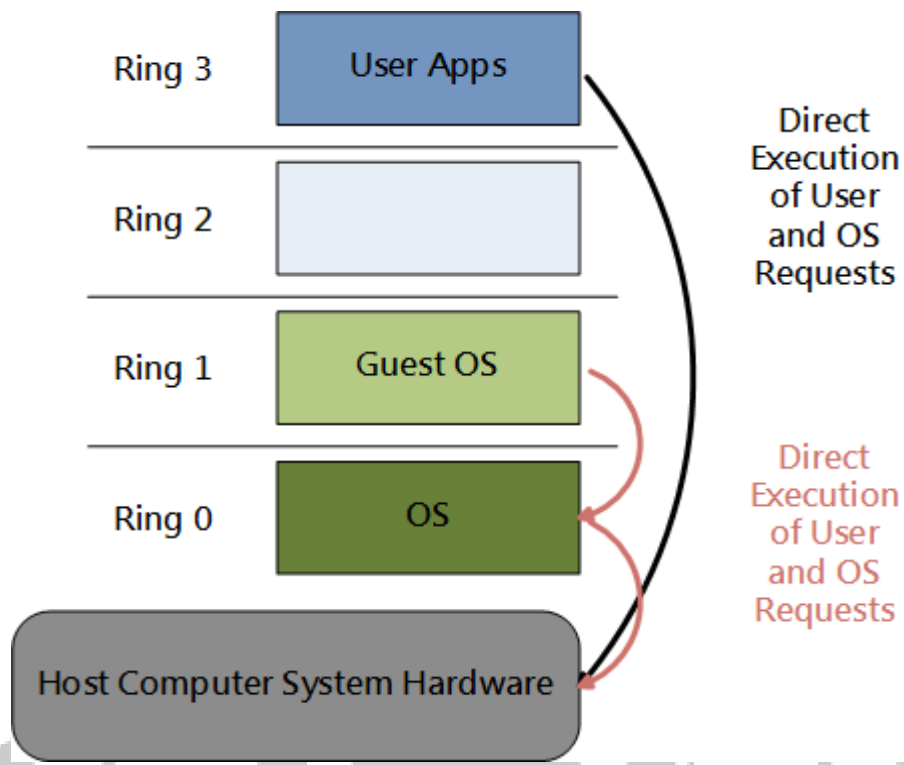 Ring 3
User Apps
Direct
Execution
of User
and OS
Requests
Ring 2
Ring 1
Guest OS
Ring 0
OS
Direct
Execution
of User
and OS
Requests
Host Computer System Hardware